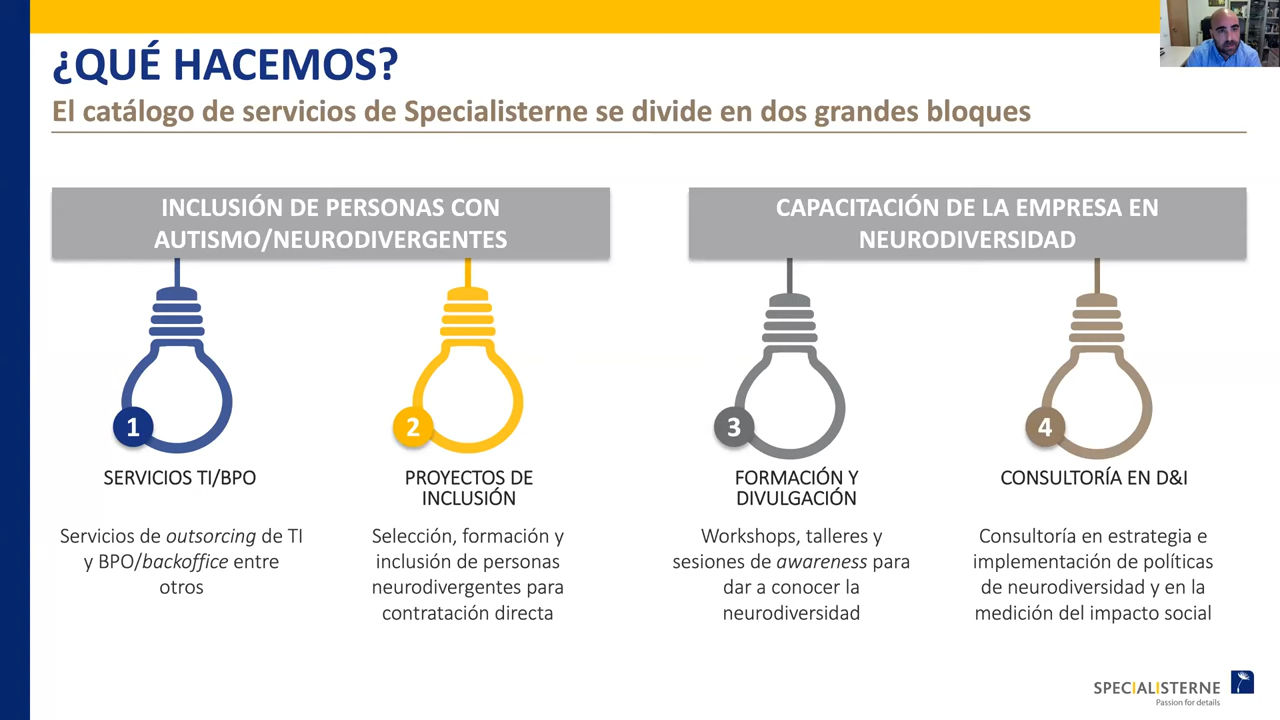 ¿QUÉ HACEMOS?
El catálogo de servicios de Specialisterne se divide en dos grandes bloques
INCLUSIÓN DE PERSONAS CON
AUTISMO/NEURODIVERGENTES
1
SERVICIOS TI/BPO
Servicios de outsorcing de TI
y BPO/backoffice entre
otros
2
PROYECTOS DE
INCLUSIÓN
Selección, formación y
inclusión de personas
neurodivergentes para
contratación directa
CAPACITACIÓN DE LA EMPRESA EN
NEURODIVERSIDAD
3
FORMACIÓN Y
DIVULGACIÓN
Workshops, talleres y
sesiones de awareness para
dar a conocer la
neurodiversidad
4
CONSULTORÍA EN D&I
Consultoría en estrategia e
implementación de políticas
de neurodiversidad y en la
medición del impacto social
SPECIALISTERNE
Passion for details